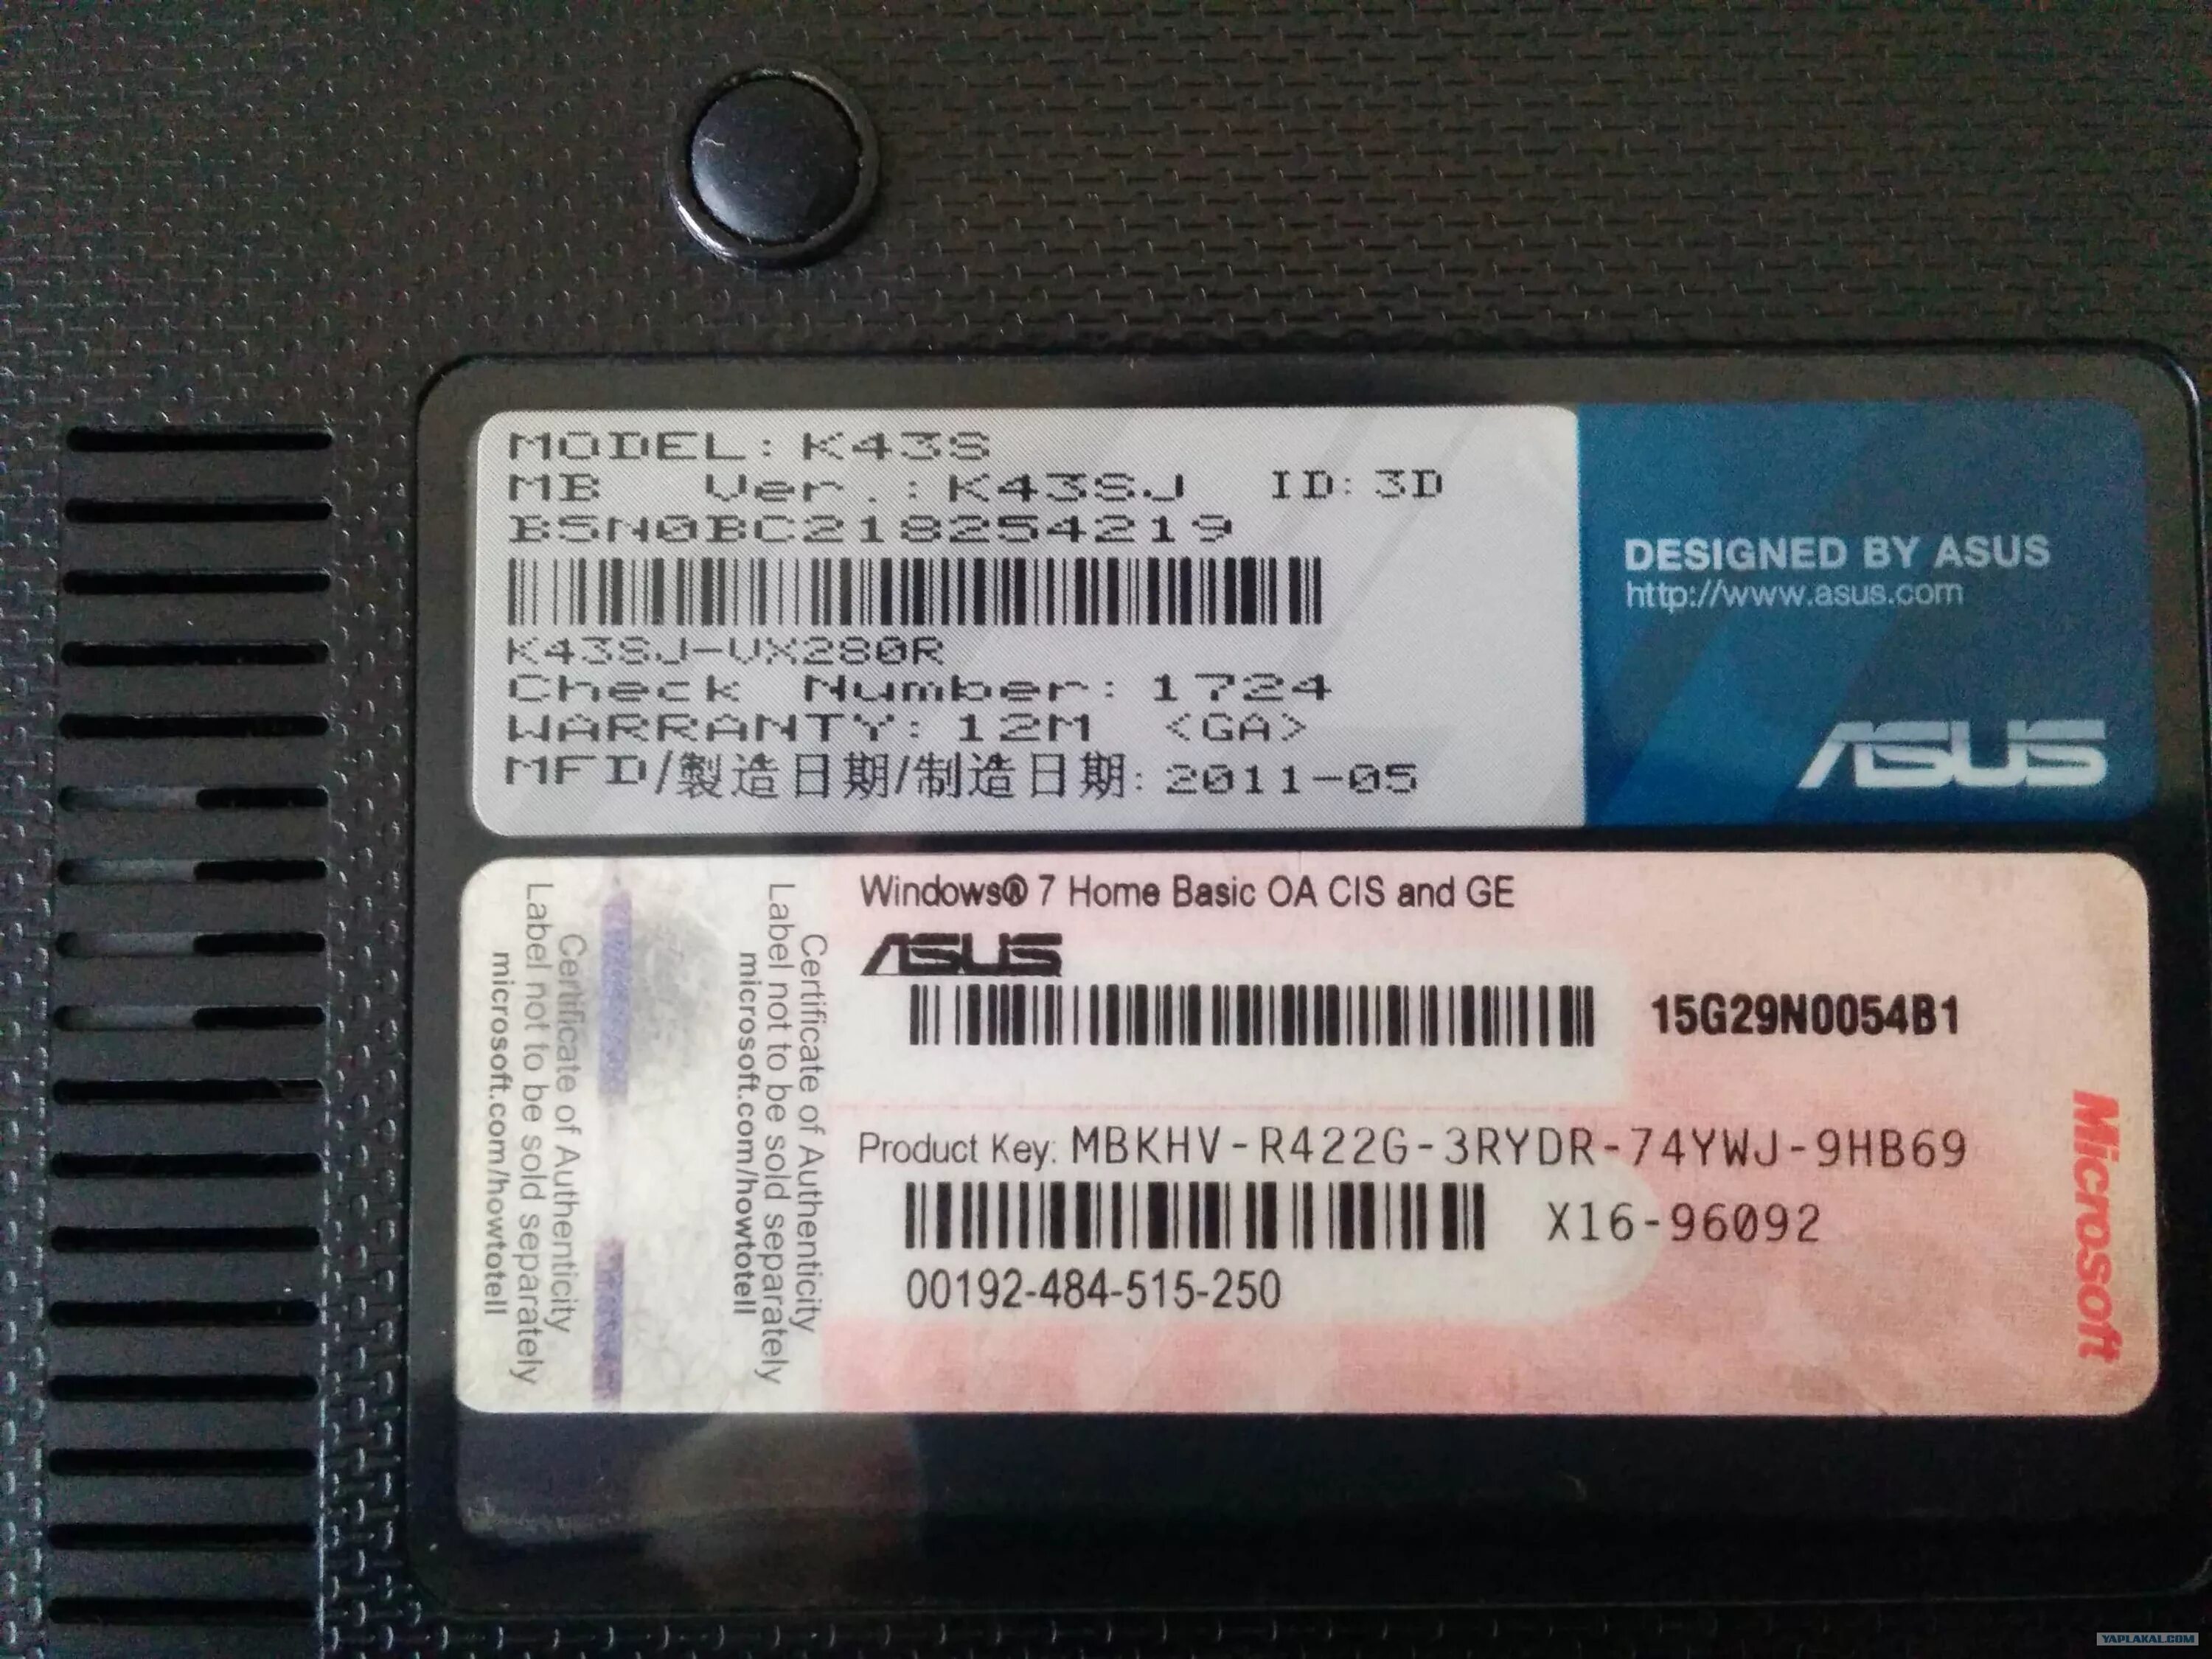 MODEL: K43S
MB Ver.: K43SJ ID: 3D
B5N0BC218254219
K43SJ-VX280R
Check Number: 1724
WARRANTY: 12M <GA>
MFD/製造日期/制造日期: 2011-05
DESIGNED BY ASUS
http://www.asus.com
ASUS
Certificate of Authenticity
Label not to be sold separately
microsoft.com/howtotell
Certificate of Authenticity
Label not to be sold separately
microsoft.com/howtotell
Windows® 7 Home Basic OA CIS and GE
ASUS
15G29N0054B1
Product Key: MBKHV-R422G-3RYDR-74YWJ-9HB69
X16-96092
00192-484-515-250
Microsoft
YAPLAKAL.COM